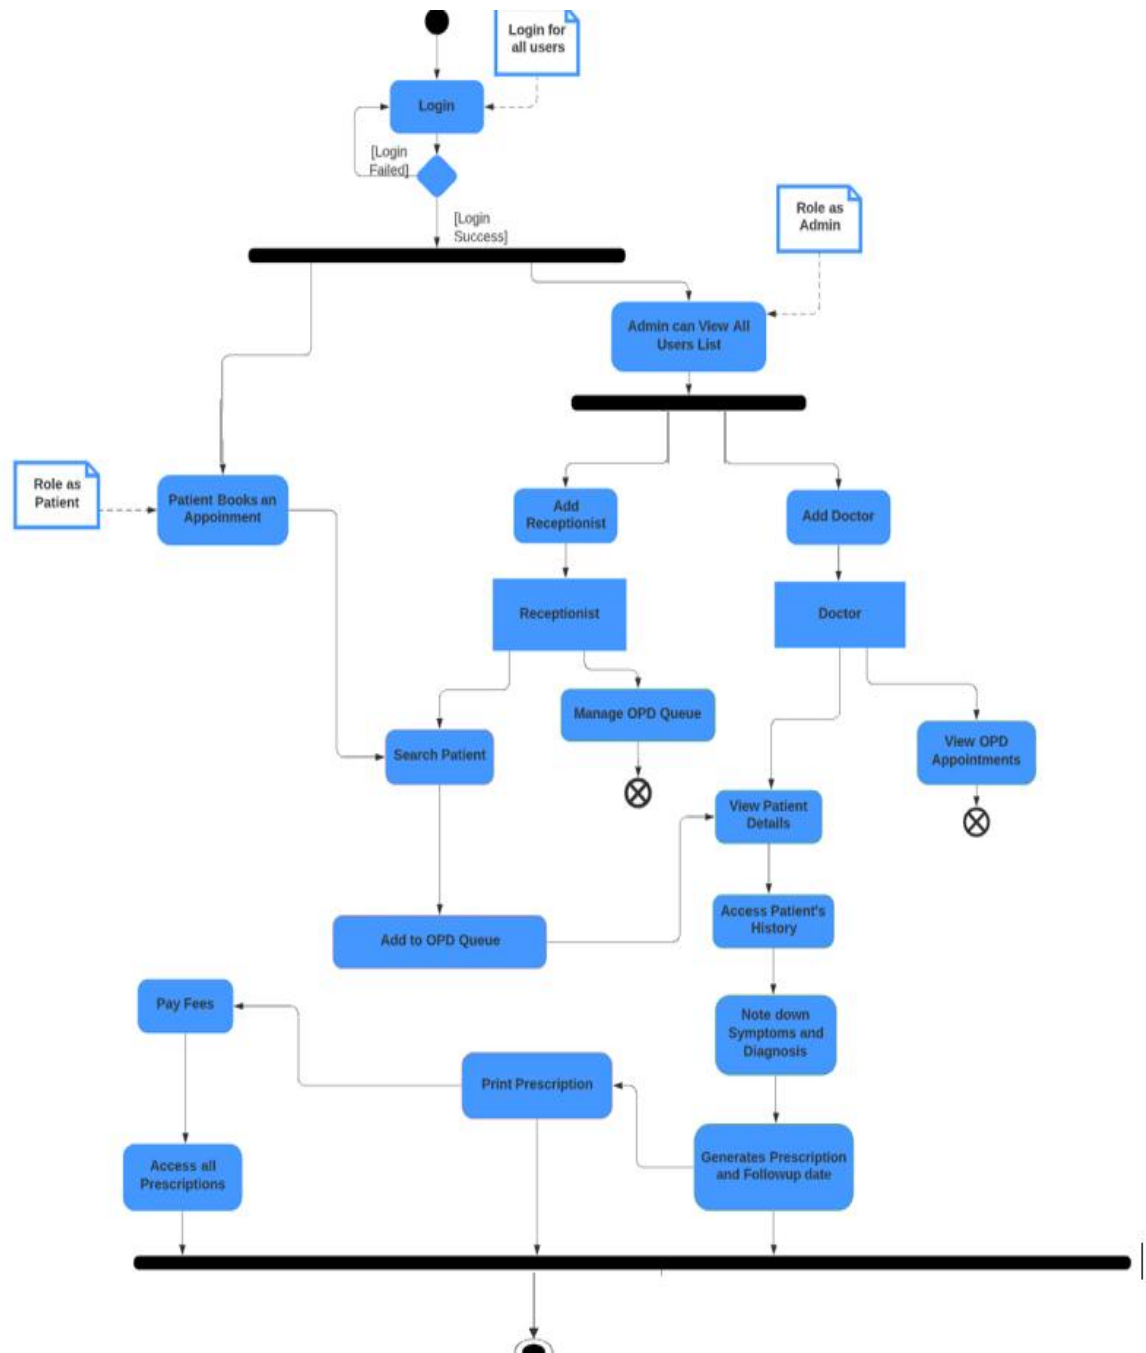 Login for
all users
Login
[Login
Failed]
[Login
Success]
Role as
Admin
Admin can View All
Users List
Role as
Patient
Patient Books an
Appoinment
Add
Receptionist
Add Doctor
Receptionist
Doctor
Manage OPD Queue
Search Patient
View OPD
Appointments
View Patient
Details
Access Patient's
History
Add to OPD Queue
Pay Fees
Note down
Symptoms and
Diagnosis
Print Prescription
Generates Prescription
and Followup date
Access all
Prescriptions